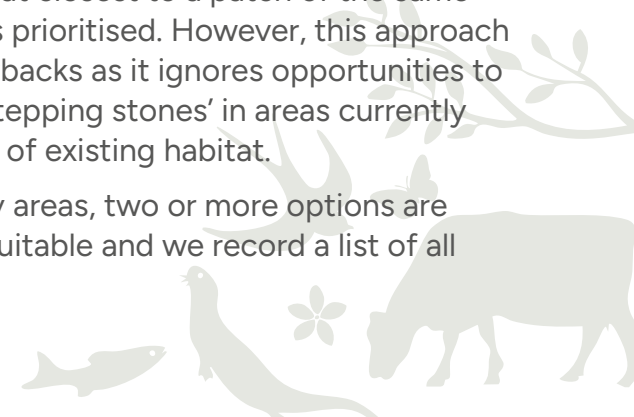 s prioritised. However, this approach
backs as it ignores opportunities to
tepping stones’ in areas currently
of existing habitat.
y areas, two or more options are
uitable and we record a list of all